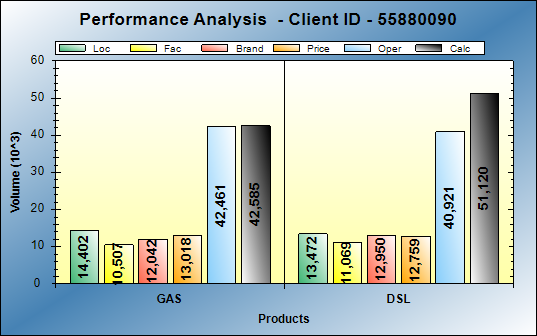 Performance Analysis - Client ID - 55880090
Loc Fac Brand Price Oper Calc
Volume (10^3)
60
50
40
30
20
10
0
14,402 10,507 12,042 13,018 42,461 42,585
13,472 11,069 12,950 12,759 40,921 51,120
GAS DSL
Products